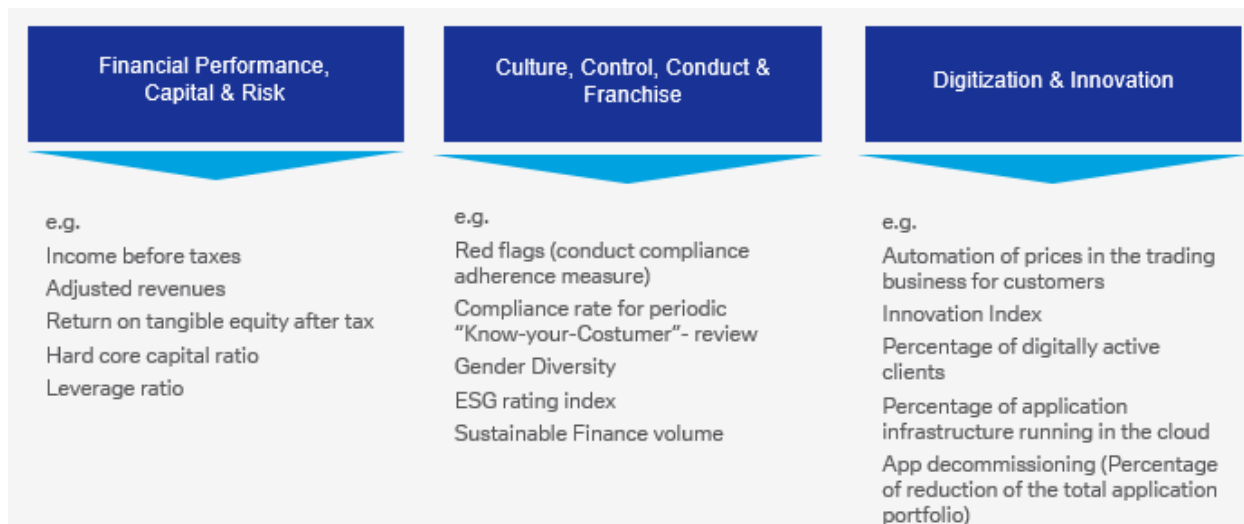 Financial Performance,
Capital & Risk
e.g.
Income before taxes
Adjusted revenues
Return on tangible equity after tax
Hard core capital ratio
Leverage ratio
Culture, Control, Conduct &
Franchise
e.g.
Red flags (conduct compliance
adherence measure)
Compliance rate for periodic
“Know-your-Costumer”- review
Gender Diversity
ESG rating index
Sustainable Finance volume
Digitization & Innovation
e.g.
Automation of prices in the trading
business for customers
Innovation Index
Percentage of digitally active
clients
Percentage of application
infrastructure running in the cloud
App decommissioning (Percentage
of reduction of the total application
portfolio)